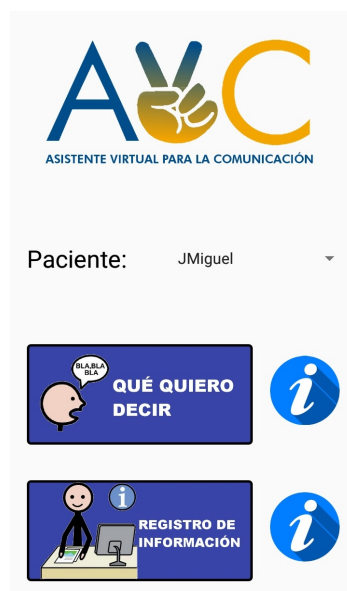 AVC
ASISTENTE VIRTUAL PARA LA COMUNICACIÓN
Paciente: JMiguel
BLA,BLA
BLA
QUÉ QUIERO
DECIR
i
i
REGISTRO DE
INFORMACIÓN
i